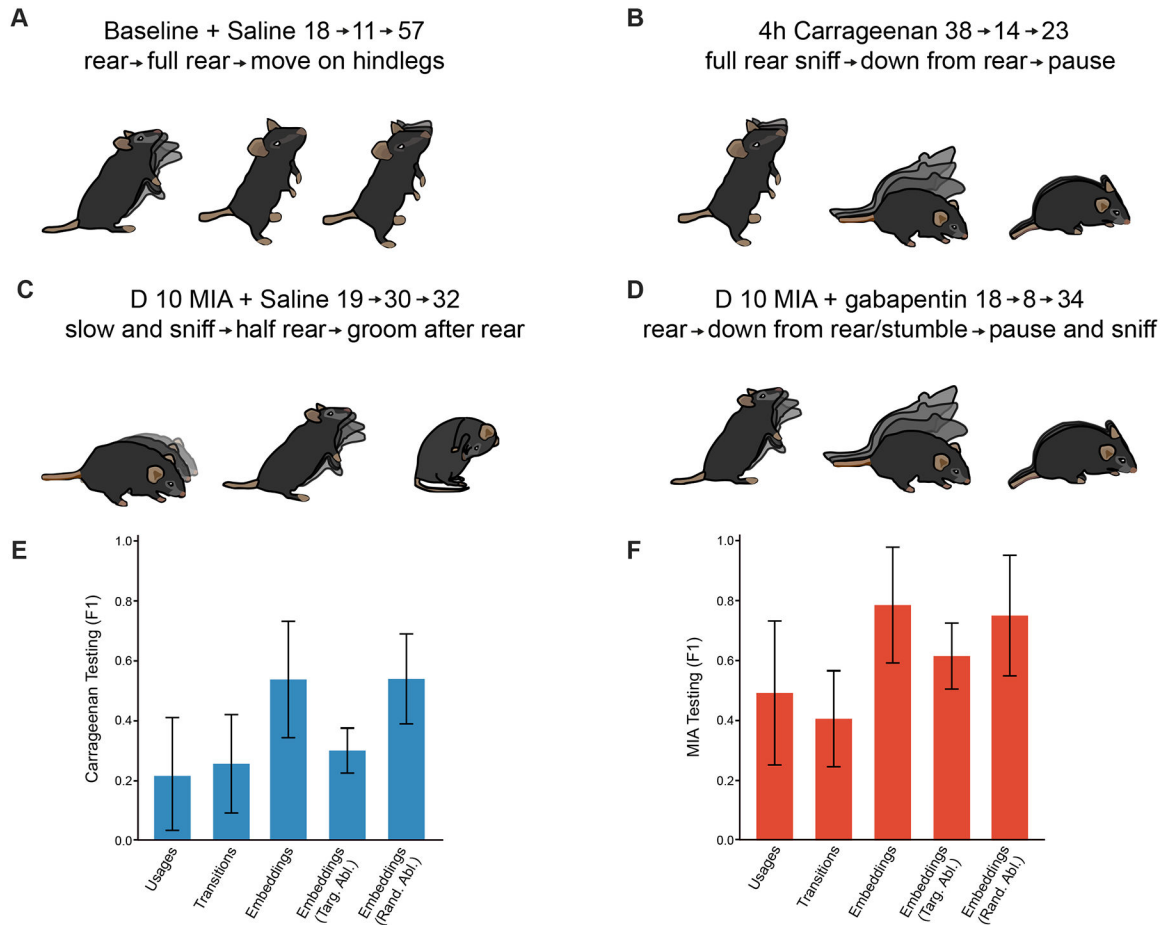 A
Baseline + Saline 18→11→57
rear→full rear→move on hindlegs
B
4h Carrageenan 38→14→23
full rear sniff→down from rear→pause
C
D 10 MIA + Saline 19→30→32
slow and sniff→half rear→groom after rear
D
D 10 MIA + gabapentin 18→8→34
rear→down from rear/stumble→pause and sniff
E
Carrageenan Testing (F1)
1.0
0.8
0.6
0.4
0.2
0.0
Usages
Transitions
Embeddings
Embeddings
(Targ. Abl.)
Embeddings
(Rand. Abl.)
F
MIA Testing (F1)
1.0
0.8
0.6
0.4
0.2
0.0
Usages
Transitions
Embeddings
Embeddings
(Targ. Abl.)
Embeddings
(Rand. Abl.)